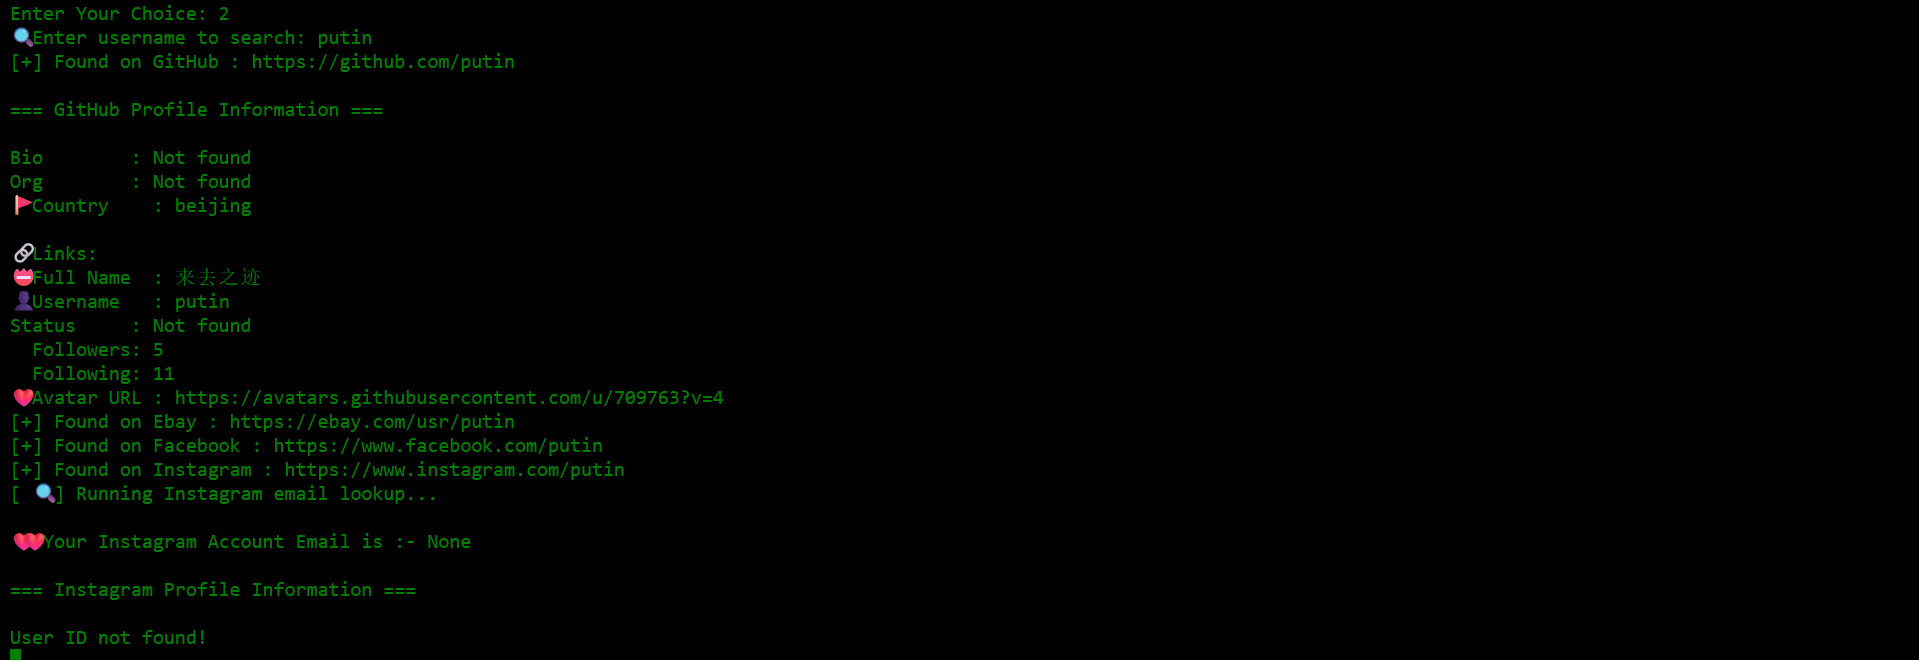 Enter Your Choice: 2
🔍Enter username to search: putin
[+] Found on GitHub : https://github.com/putin
=== GitHub Profile Information ===
Bio        : Not found
Org        : Not found
🚩Country    : beijing
🔗Links:
📛Full Name  : 来去之迹
👤Username   : putin
Status     : Not found
  Followers: 5
  Following: 11
❤️Avatar URL : https://avatars.githubusercontent.com/u/709763?v=4
[+] Found on Ebay : https://ebay.com/usr/putin
[+] Found on Facebook : https://www.facebook.com/putin
[+] Found on Instagram : https://www.instagram.com/putin
[ 🔍] Running Instagram email lookup...
❤️❤️Your Instagram Account Email is :- None
=== Instagram Profile Information ===
User ID not found!